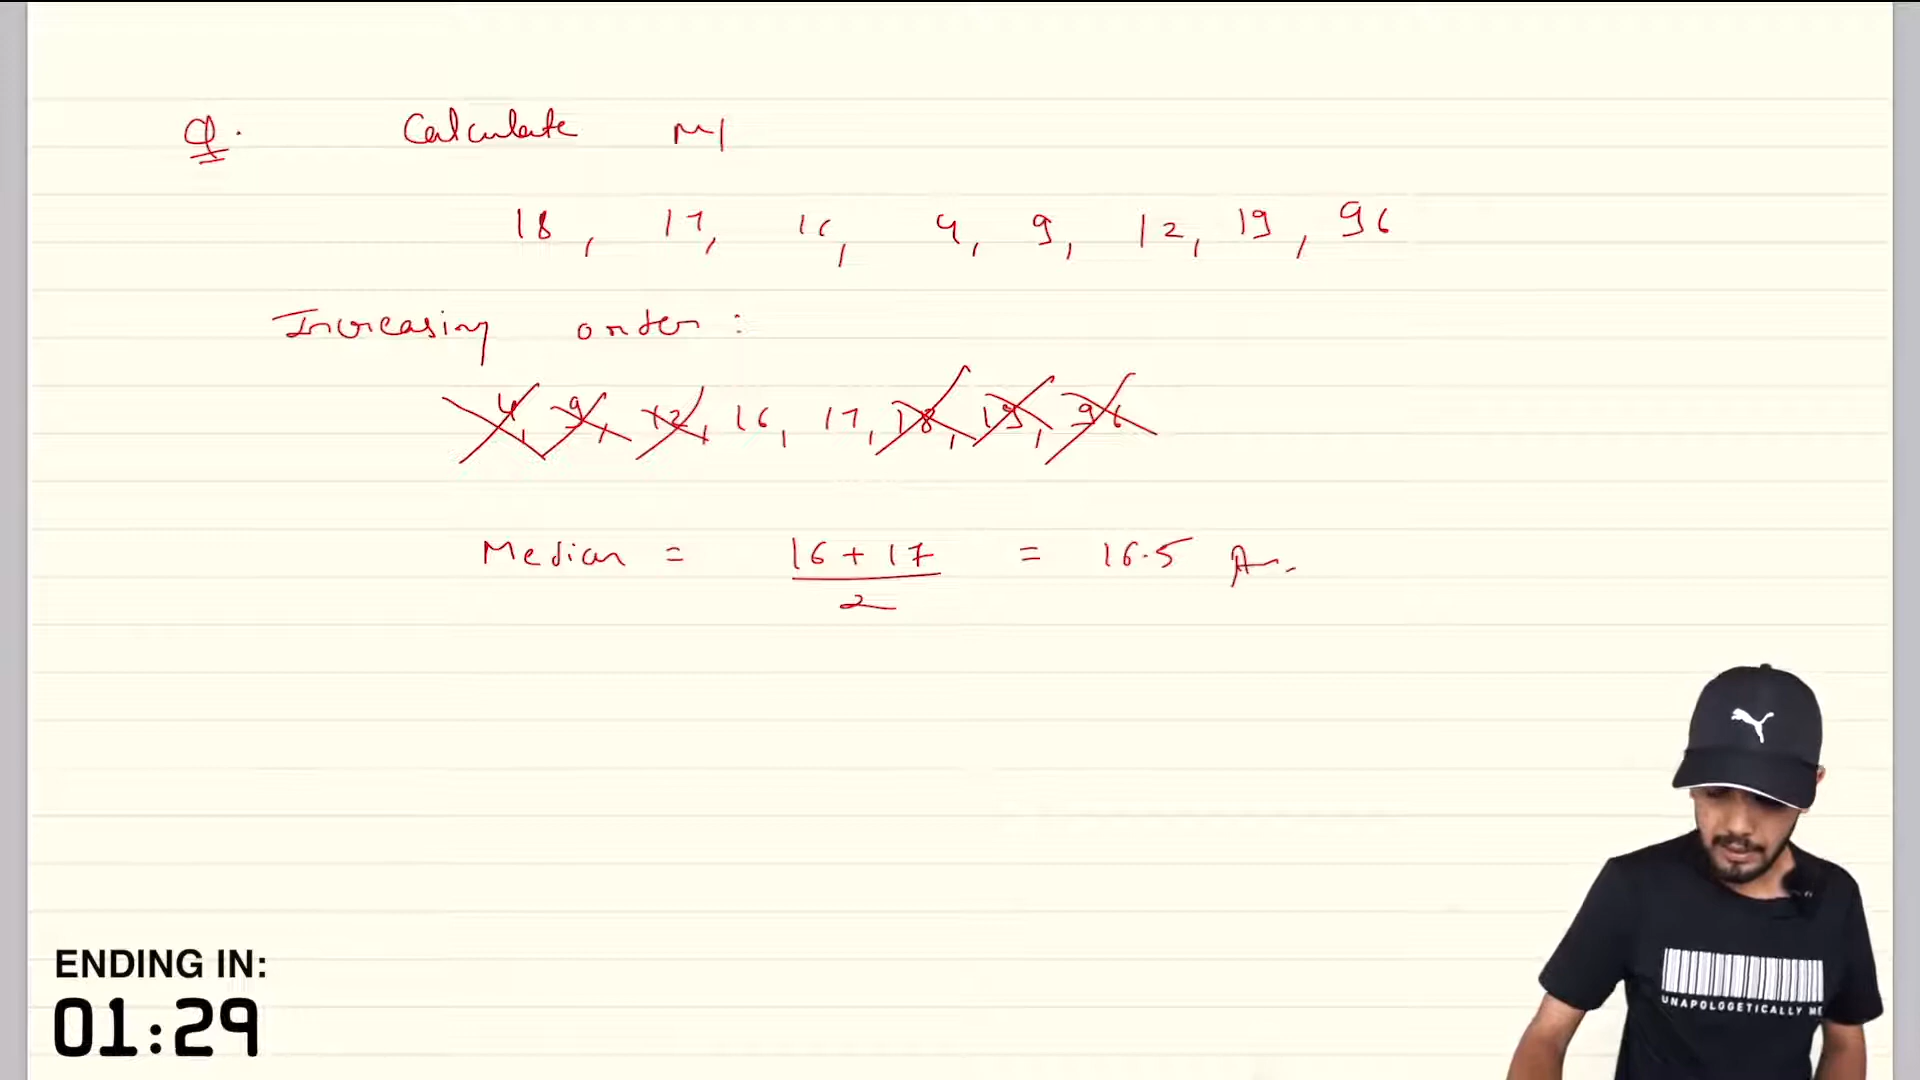 Q. Calculate M
18, 17, 16, 4, 9, 12, 19, 96
Increasing order :
4, 9, 12, 16, 17, 18, 19, 96
Median = 16 + 17 / 2 = 16.5 An.
ENDING IN:
01:29
UNAPOLOGETICALLY ME